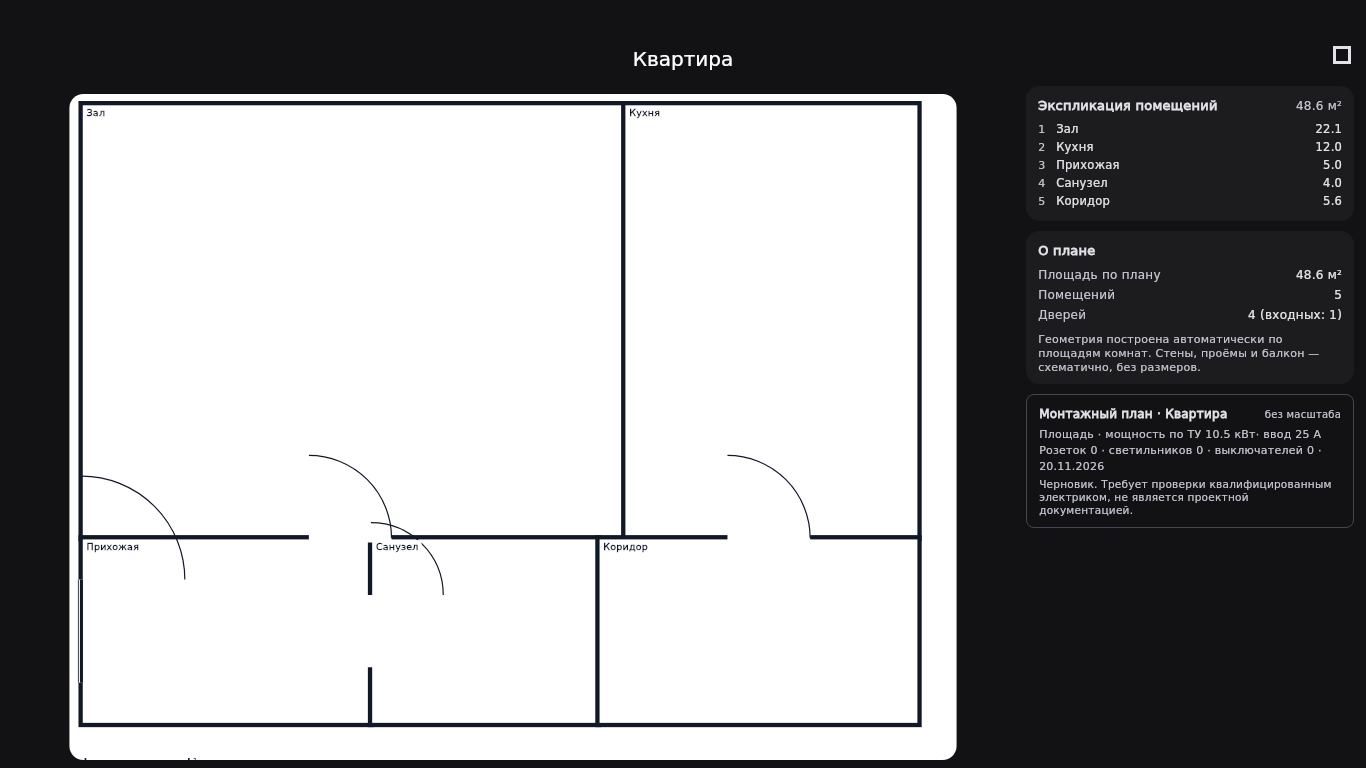 Квартира
Зал
Кухня
Прихожая
Санузел
Коридор
Экспликация помещений 48.6 м²
1 Зал 22.1
2 Кухня 12.0
3 Прихожая 5.0
4 Санузел 4.0
5 Коридор 5.6
О плане
Площадь по плану 48.6 м²
Помещений 5
Дверей 4 (входных: 1)
Геометрия построена автоматически по
площадям комнат. Стены, проёмы и балкон —
схематично, без размеров.
Монтажный план · Квартира без масштаба
Площадь · мощность по ТУ 10.5 кВт· ввод 25 А
Розеток 0 · светильников 0 · выключателей 0 ·
20.11.2026
Черновик. Требует проверки квалифицированным
электриком, не является проектной
документацией.